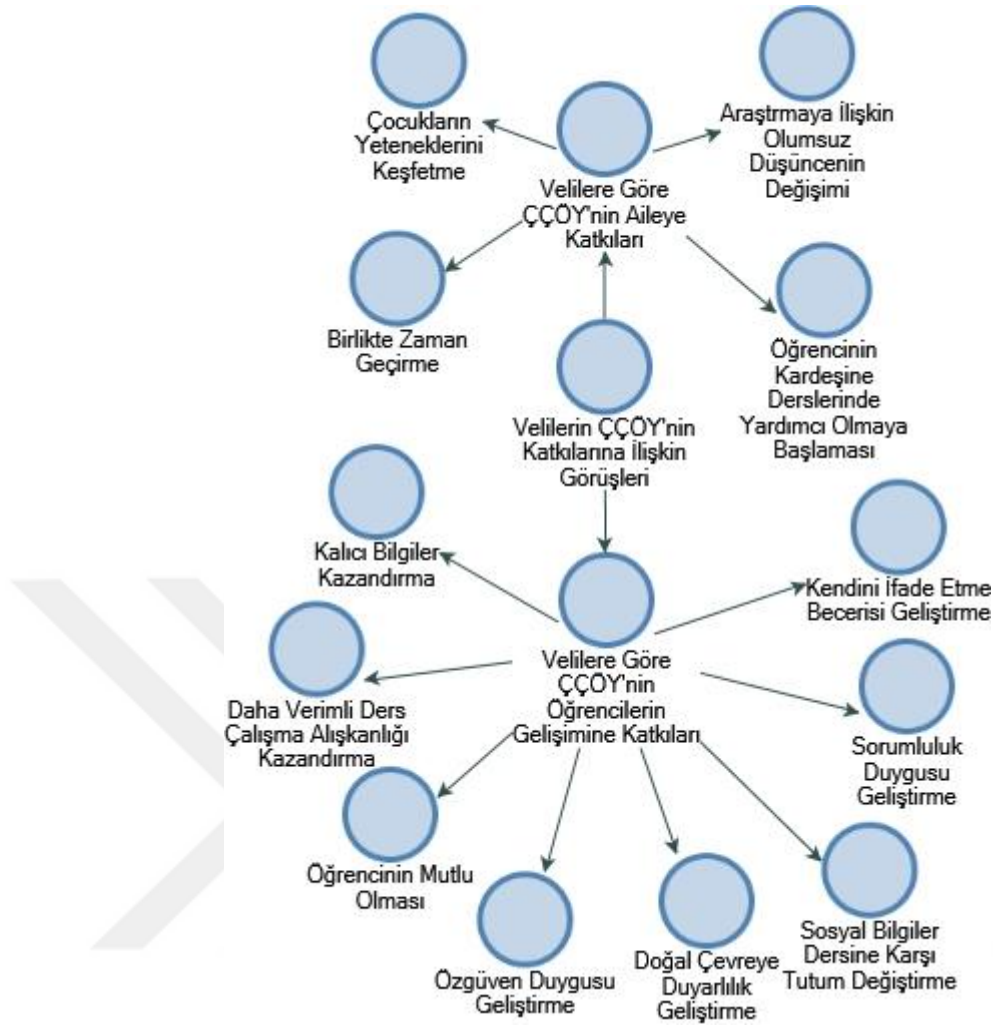 Çocukların
Yeteneklerini
Keşfetme
Velilere Göre
ÇÇÖY'nin Aileye
Katkıları
Araştrmaya İlişkin
Olumsuz
Düşüncenin
Değişimi
Birlikte Zaman
Geçirme
Öğrencinin
Kardeşine
Derslerinde
Yardımcı Olmaya
Başlaması
Velilerin ÇÇÖY'nin
Katkılarına İlişkin
Görüşleri
Kalıcı Bilgiler
Kazandırma
Kendini İfade Etme
Becerisi Geliştirme
Velilere Göre
ÇÇÖY'nin
Öğrencilerin
Gelişimine Katkıları
Daha Verimli Ders
Çalışma Alışkanlığı
Kazandırma
Sorumluluk
Duygusu
Geliştirme
Öğrencinin Mutlu
Olması
Özgüven Duygusu
Geliştirme
Doğal Çevreye
Duyarlılık
Geliştirme
Sosyal Bilgiler
Dersine Karşı
Tutum Değiştirme